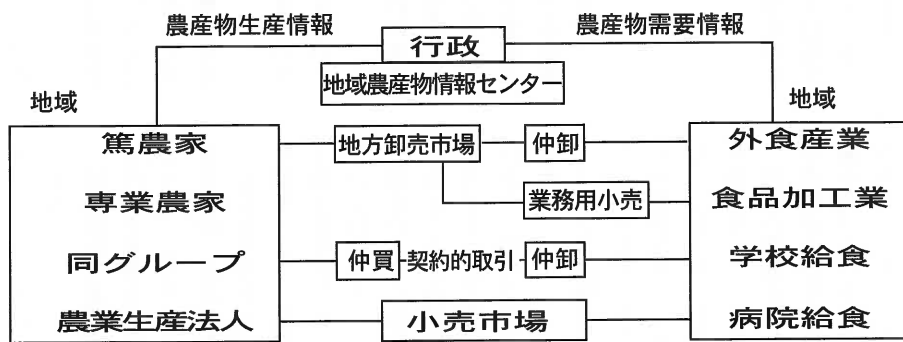 農産物生産情報
行政
農産物需要情報
地域農産物情報センター
地域
地域
篤農家
地方卸売市場
仲卸
外食産業
専業農家
業務用小売
食品加工業
同グループ
仲買
契約的取引
仲卸
学校給食
農業生産法人
小売市場
病院給食